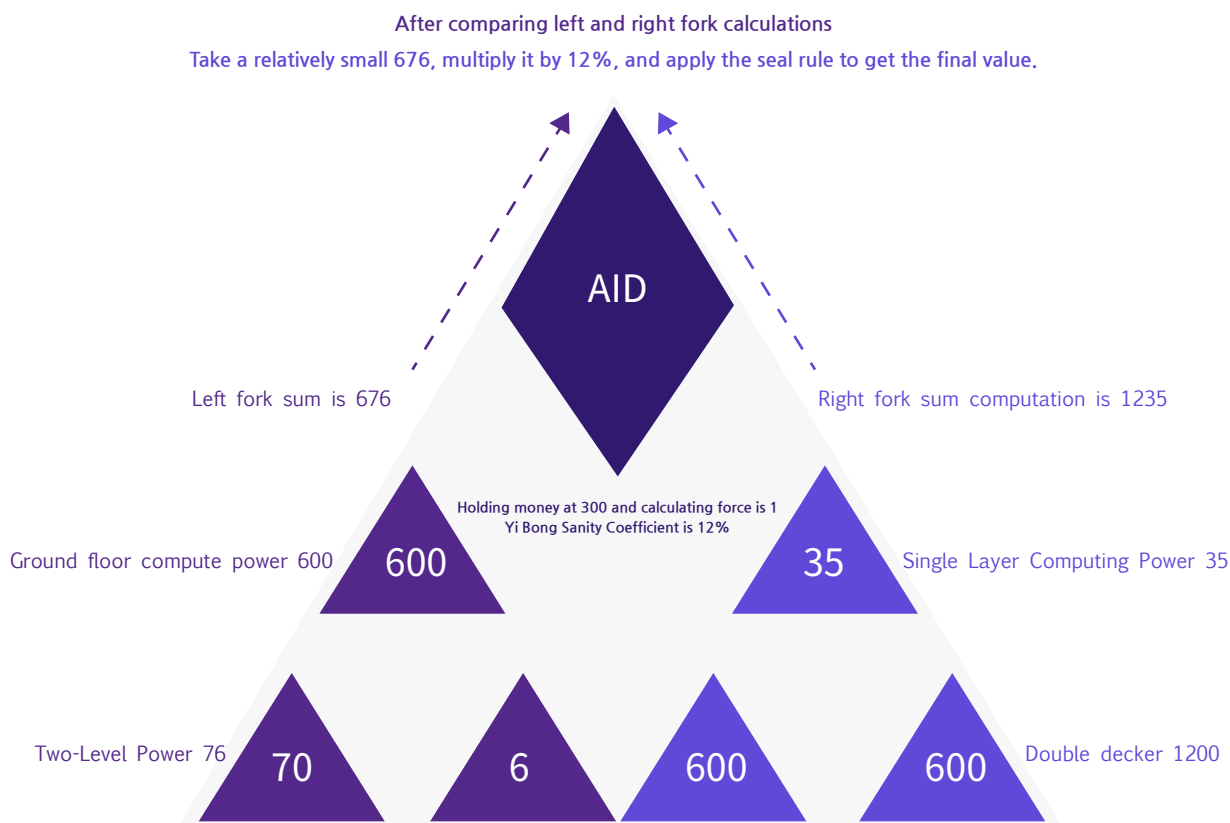 After comparing left and right fork calculations
Take a relatively small 676, multiply it by 12%, and apply the seal rule to get the final value.
AID
Left fork sum is 676
Right fork sum computation is 1235
Holding money at 300 and calculating force is 1
Yi Bong Sanity Coefficient is 12%
Ground floor compute power 600
600
35
Single Layer Computing Power 35
Two-Level Power 76
70
6
600
600
Double decker 1200